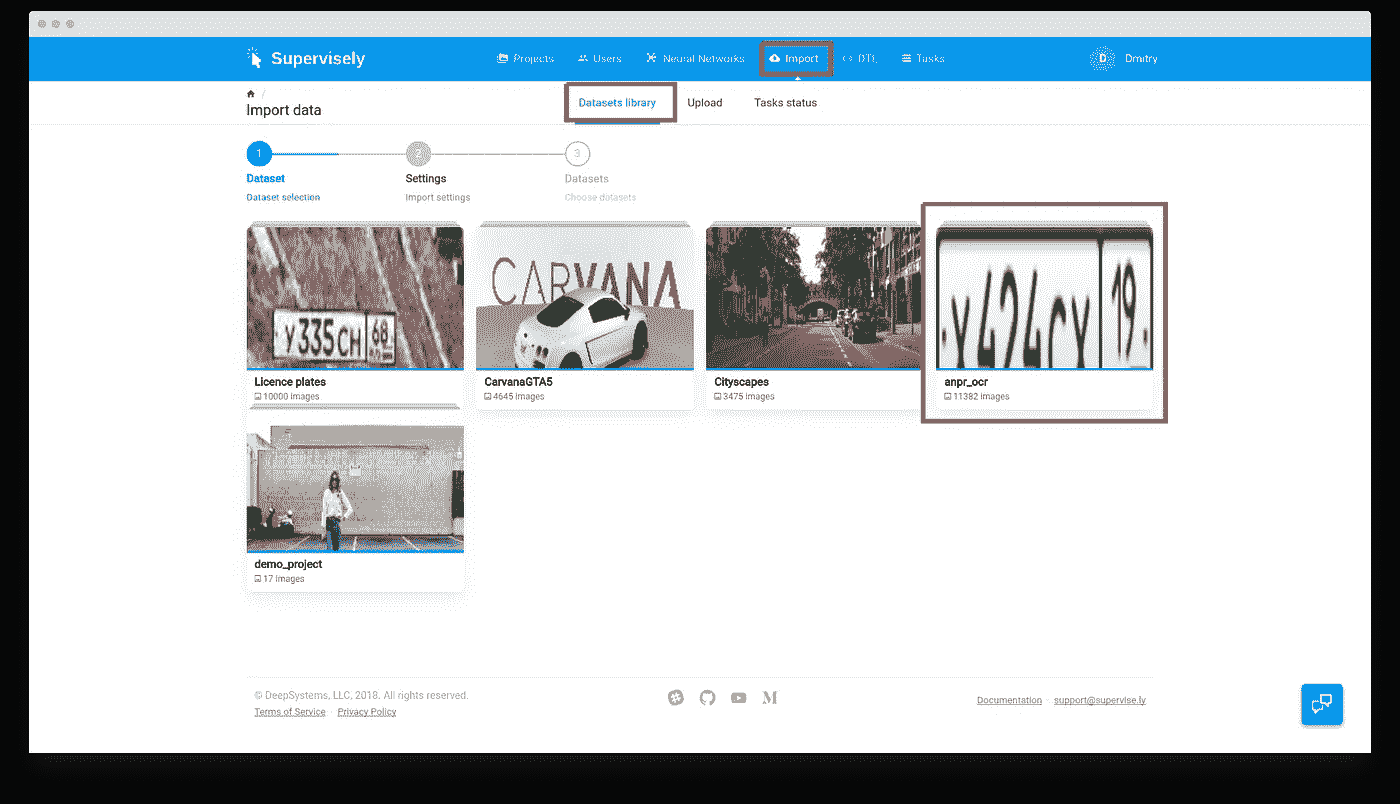 Supervisely
Projects
Users
Neural Networks
Import
DTL
Tasks
D
Dmitry
/
Import data
Datasets library
Upload
Tasks status
1
2
3
Dataset
Settings
Datasets
Dataset selection
Import settings
Choose datasets
У335СН 68
CARVANA
У424СУ 19
Licence plates
10000 images
CarvanaGTA5
4645 images
Cityscapes
3475 images
anpr_ocr
11382 images
demo_project
17 images
© DeepSystems, LLC, 2018. All rights reserved.
Terms of Service · Privacy Policy
M
Documentation · support@supervise.ly